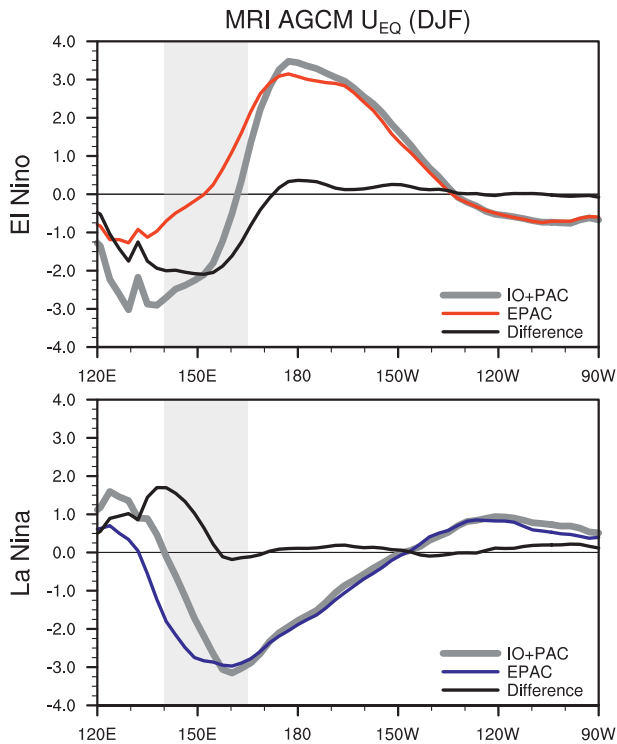 MRI AGCM U_EQ (DJF)
4.0
3.0
2.0
1.0
0.0
-1.0
-2.0
-3.0
-4.0
El Nino
IO+PAC
EPAC
Difference
120E 150E 180 150W 120W 90W
4.0
3.0
2.0
1.0
0.0
-1.0
-2.0
-3.0
-4.0
La Nina
IO+PAC
EPAC
Difference
120E 150E 180 150W 120W 90W